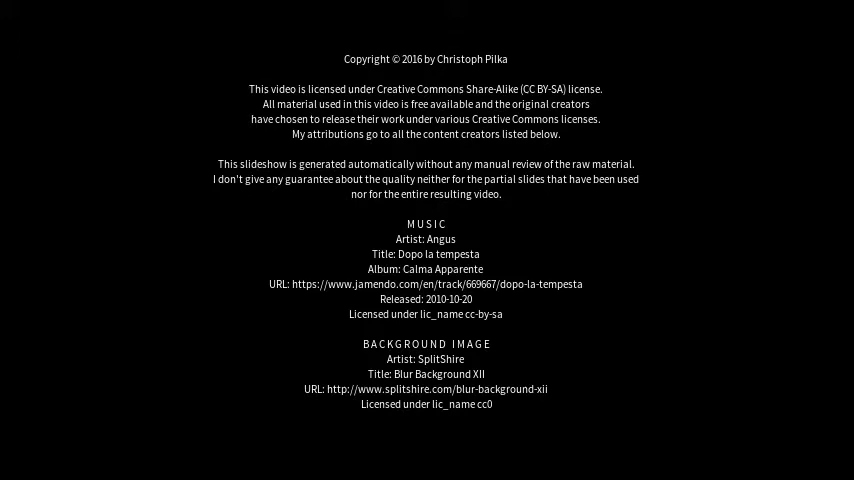 Copyright © 2016 by Christoph Pilka
This video is licensed under Creative Commons Share-Alike (CC BY-SA) license.
All material used in this video is free available and the original creators
have chosen to release their work under various Creative Commons licenses.
My attributions go to all the content creators listed below.
This slideshow is generated automatically without any manual review of the raw material.
I don't give any guarantee about the quality neither for the partial slides that have been used
nor for the entire resulting video.
MUSIC
Artist: Angus
Title: Dopo la tempesta
Album: Calma Apparente
URL: https://www.jamendo.com/en/track/669667/dopo-la-tempesta
Released: 2010-10-20
Licensed under lic_name cc-by-sa
BACKGROUND IMAGE
Artist: SplitShire
Title: Blur Background XII
URL: http://www.splitshire.com/blur-background-xii
Licensed under lic_name cc0